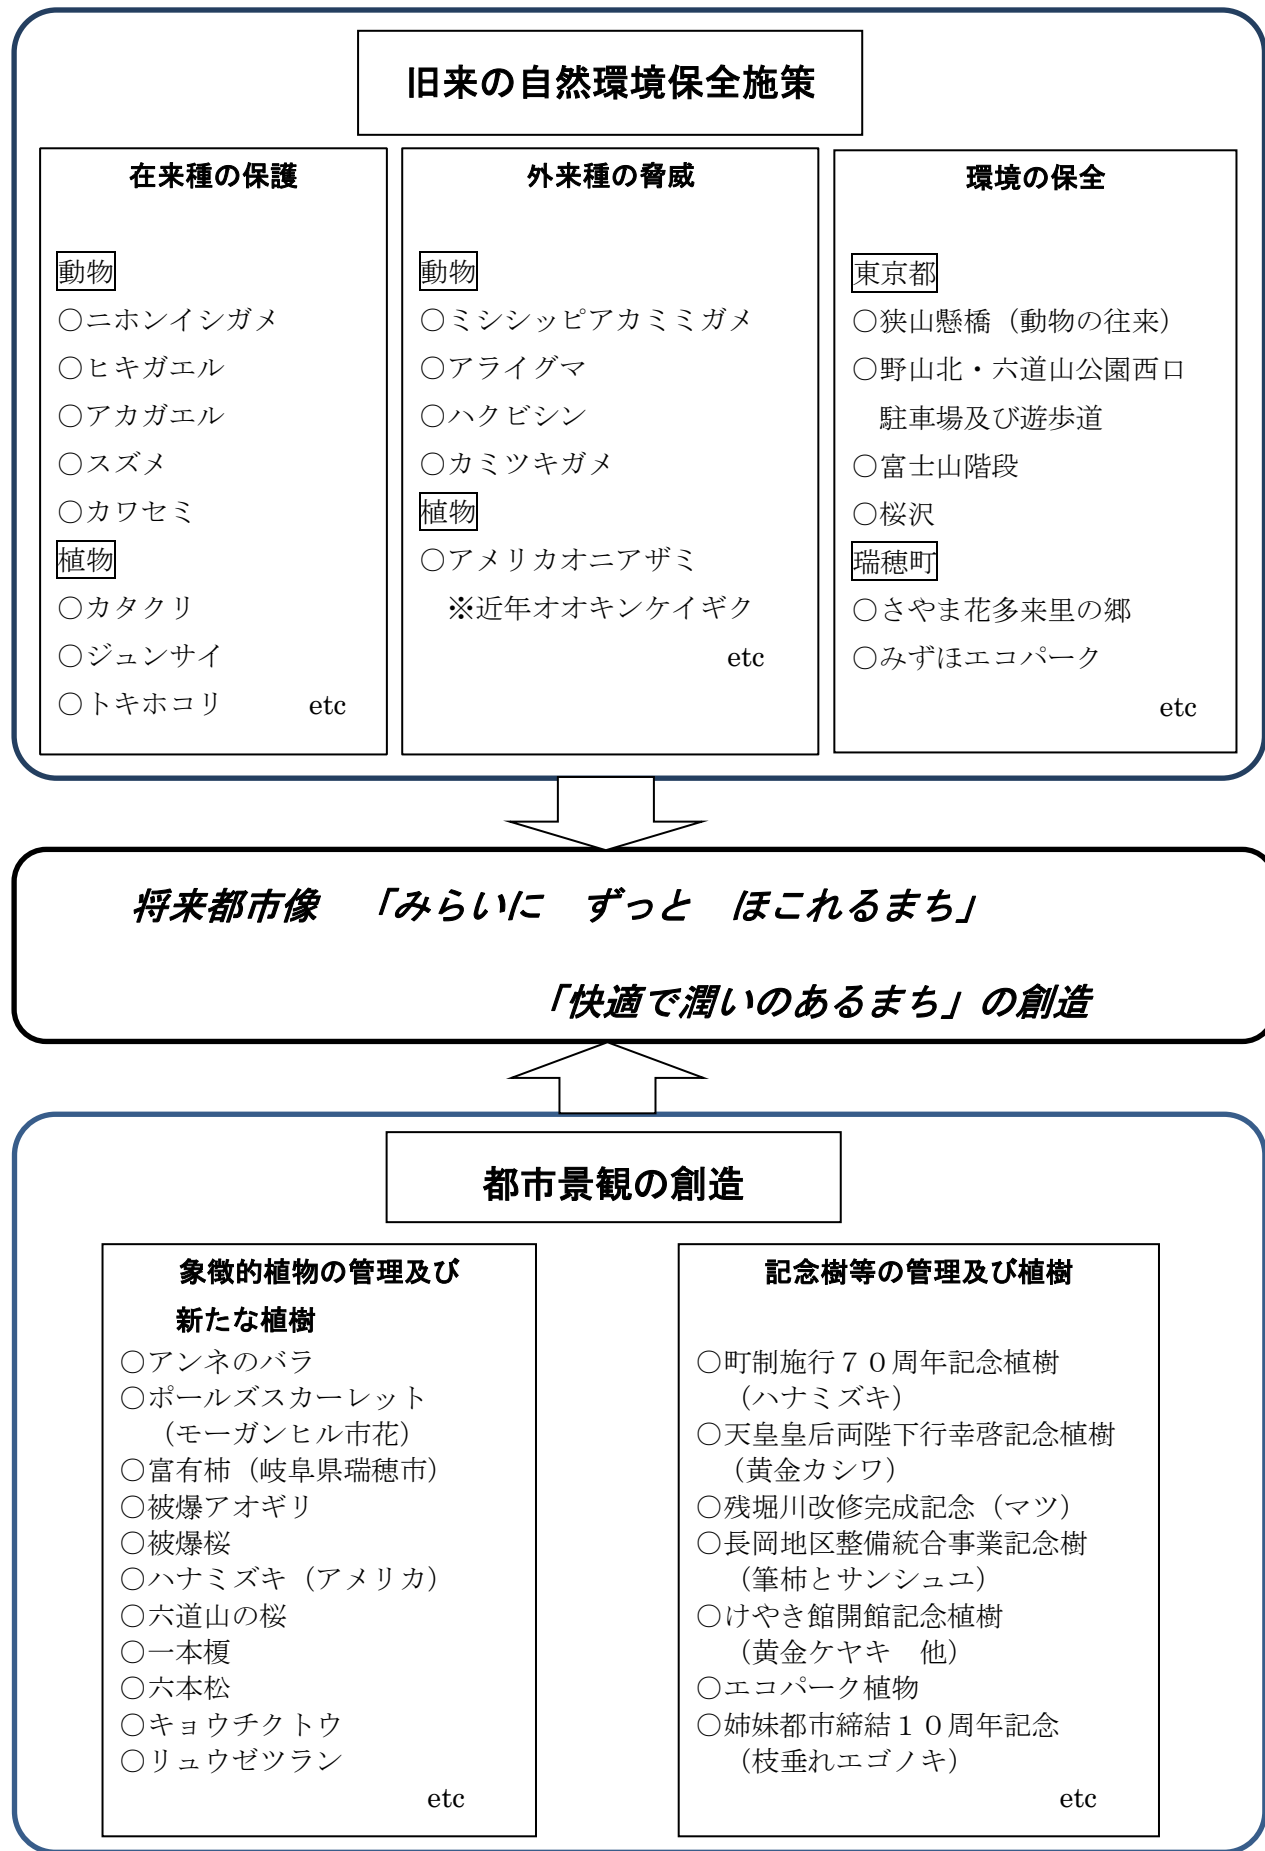 旧来の自然環境保全施策
在来種の保護
動物
○ニホンイシガメ
○ヒキガエル
○アカガエル
○スズメ
○カワセミ
植物
○カタクリ
○ジュンサイ
○トキホコリ　　　etc
外来種の脅威
動物
○ミシシッピアカミミガメ
○アライグマ
○ハクビシン
○カミツキガメ
植物
○アメリカオニアザミ
※近年オオキンケイギク
etc
環境の保全
東京都
○狭山懸橋（動物の往来）
○野山北・六道山公園西口
駐車場及び遊歩道
○富士山階段
○桜沢
瑞穂町
○さやま花多来里の郷
○みずほエコパーク
etc
将来都市像　「みらいに　ずっと　ほこれるまち」
「快適で潤いのあるまち」の創造
都市景観の創造
象徴的植物の管理及び
新たな植樹
○アンネのバラ
○ポールズスカーレット
（モーガンヒル市花）
○富有柿（岐阜県瑞穂市）
○被爆アオギリ
○被爆桜
○ハナミズキ（アメリカ）
○六道山の桜
○一本榎
○六本松
○キョウチクトウ
○リュウゼツラン
etc
記念樹等の管理及び植樹
○町制施行７０周年記念植樹
（ハナミズキ）
○天皇皇后両陛下行幸啓記念植樹
（黄金カシワ）
○残堀川改修完成記念（マツ）
○長岡地区整備統合事業記念樹
（筆柿とサンシュユ）
○けやき館開館記念植樹
（黄金ケヤキ　他）
○エコパーク植物
○姉妹都市締結１０周年記念
（枝垂れエゴノキ）
etc